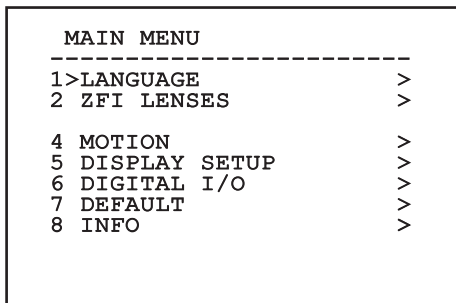 MAIN MENU
--------------------------
1>LANGUAGE >
2 ZFI LENSES >
4 MOTION >
5 DISPLAY SETUP >
6 DIGITAL I/O >
7 DEFAULT >
8 INFO >